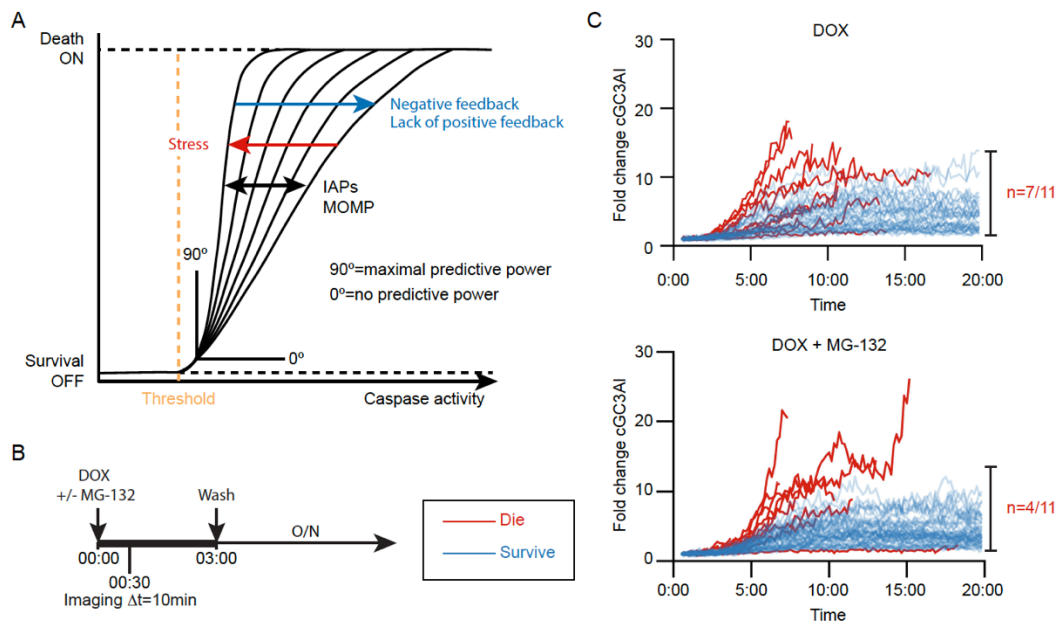 A
Death
ON
Negative feedback
Lack of positive feedback
Stress
IAPs
MOMP
90º
90º=maximal predictive power
0º=no predictive power
0º
Survival
OFF
Threshold
Caspase activity
B
DOX
+/- MG-132
Wash
O/N
00:00
03:00
00:30
Imaging Δt=10min
Die
Survive
C
DOX
Fold change cGC3AI
30
20
10
0
n=7/11
0:00 5:00 10:00 15:00 20:00
Time
DOX + MG-132
Fold change cGC3AI
30
20
10
0
n=4/11
0:00 5:00 10:00 15:00 20:00
Time